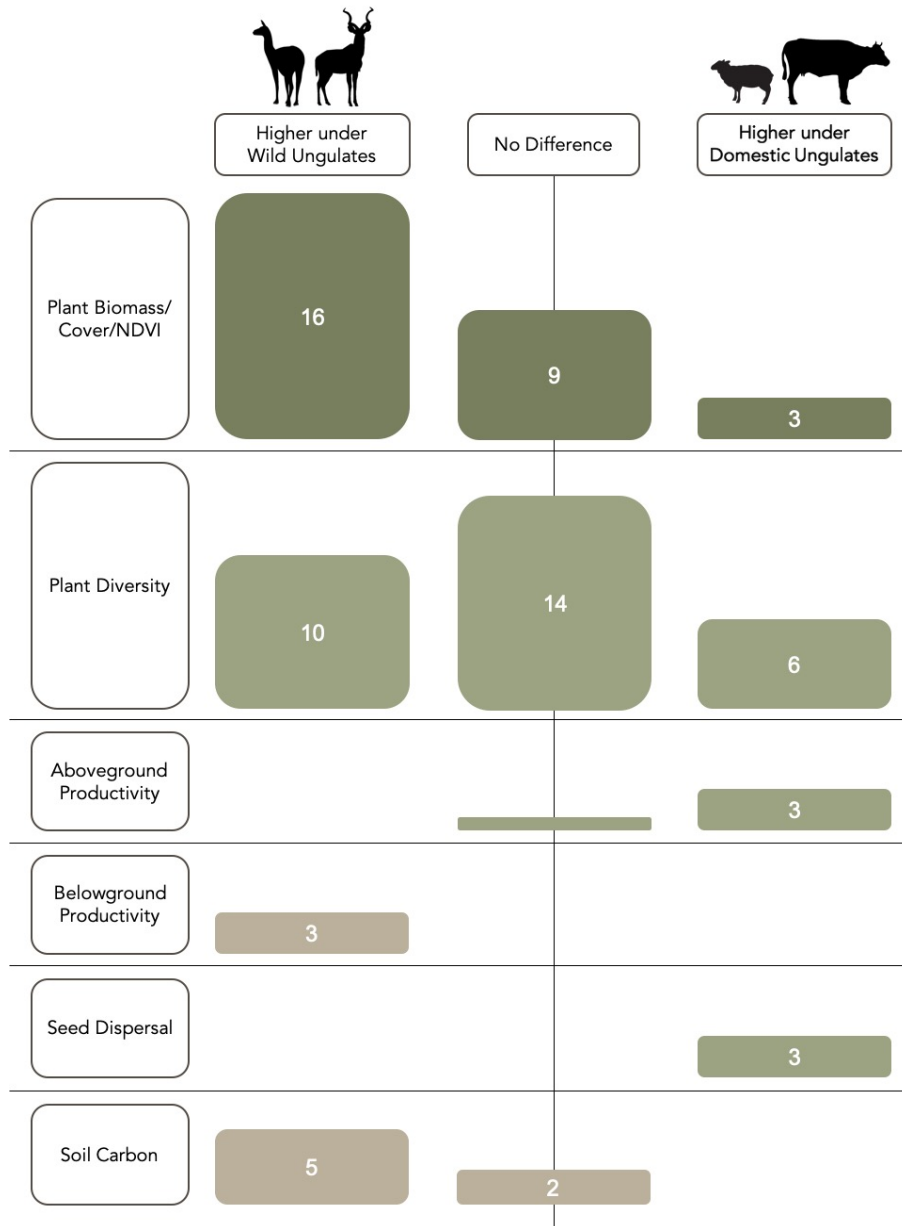 Higher under
Wild Ungulates
No Difference
Higher under
Domestic Ungulates
Plant Biomass/
Cover/NDVI
16
9
3
Plant Diversity
10
14
6
Aboveground
Productivity
3
Belowground
Productivity
3
Seed Dispersal
3
Soil Carbon
5
2